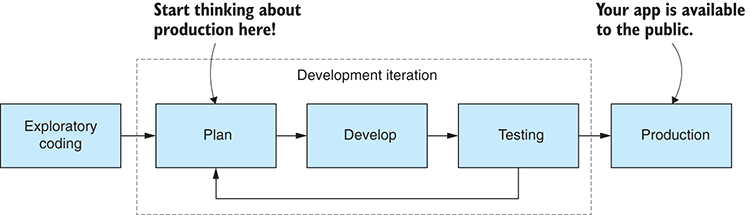 Start thinking about
production here!
Your app is available
to the public.
Development iteration
Exploratory
coding
Plan
Develop
Testing
Production